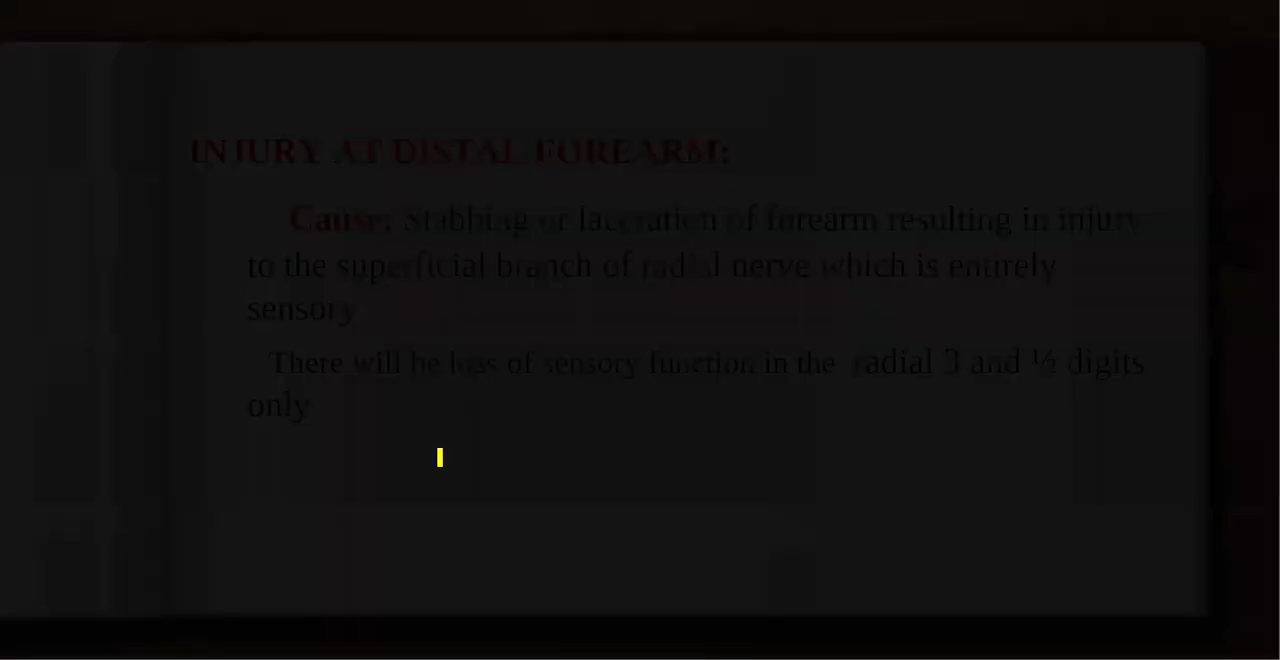 INJURY AT DISTAL FOREARM:
Cause: Stabbing or laceration of forearm resulting in injury
to the superficial branch of radial nerve which is entirely
sensory
There will be loss of sensory function in the radial 3 and ½ digits
only